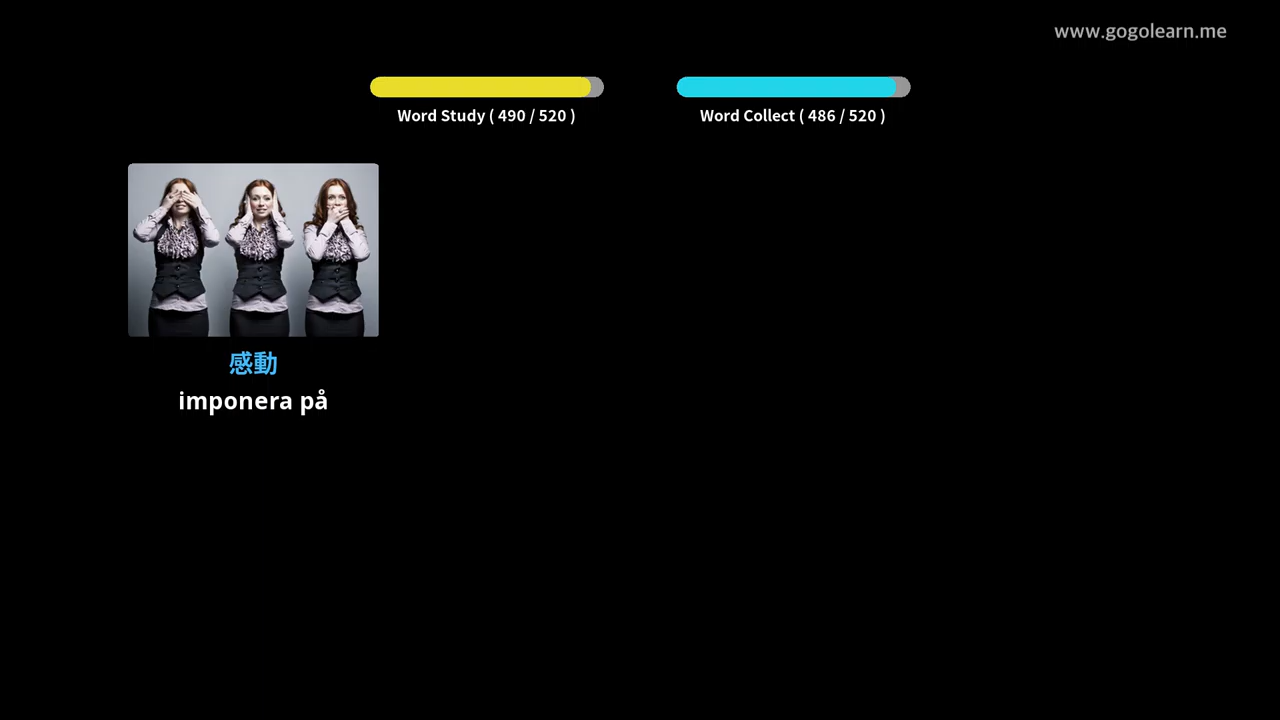 www.gogolearn.me
Word Study ( 490 / 520 )
Word Collect ( 486 / 520 )
感動
imponera på